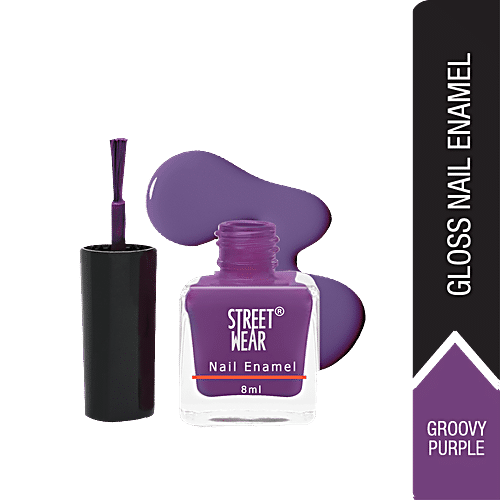 STREET®
WEAR
Nail Enamel
8ml
GLOSS NAIL ENAMEL
GROOVY
PURPLE